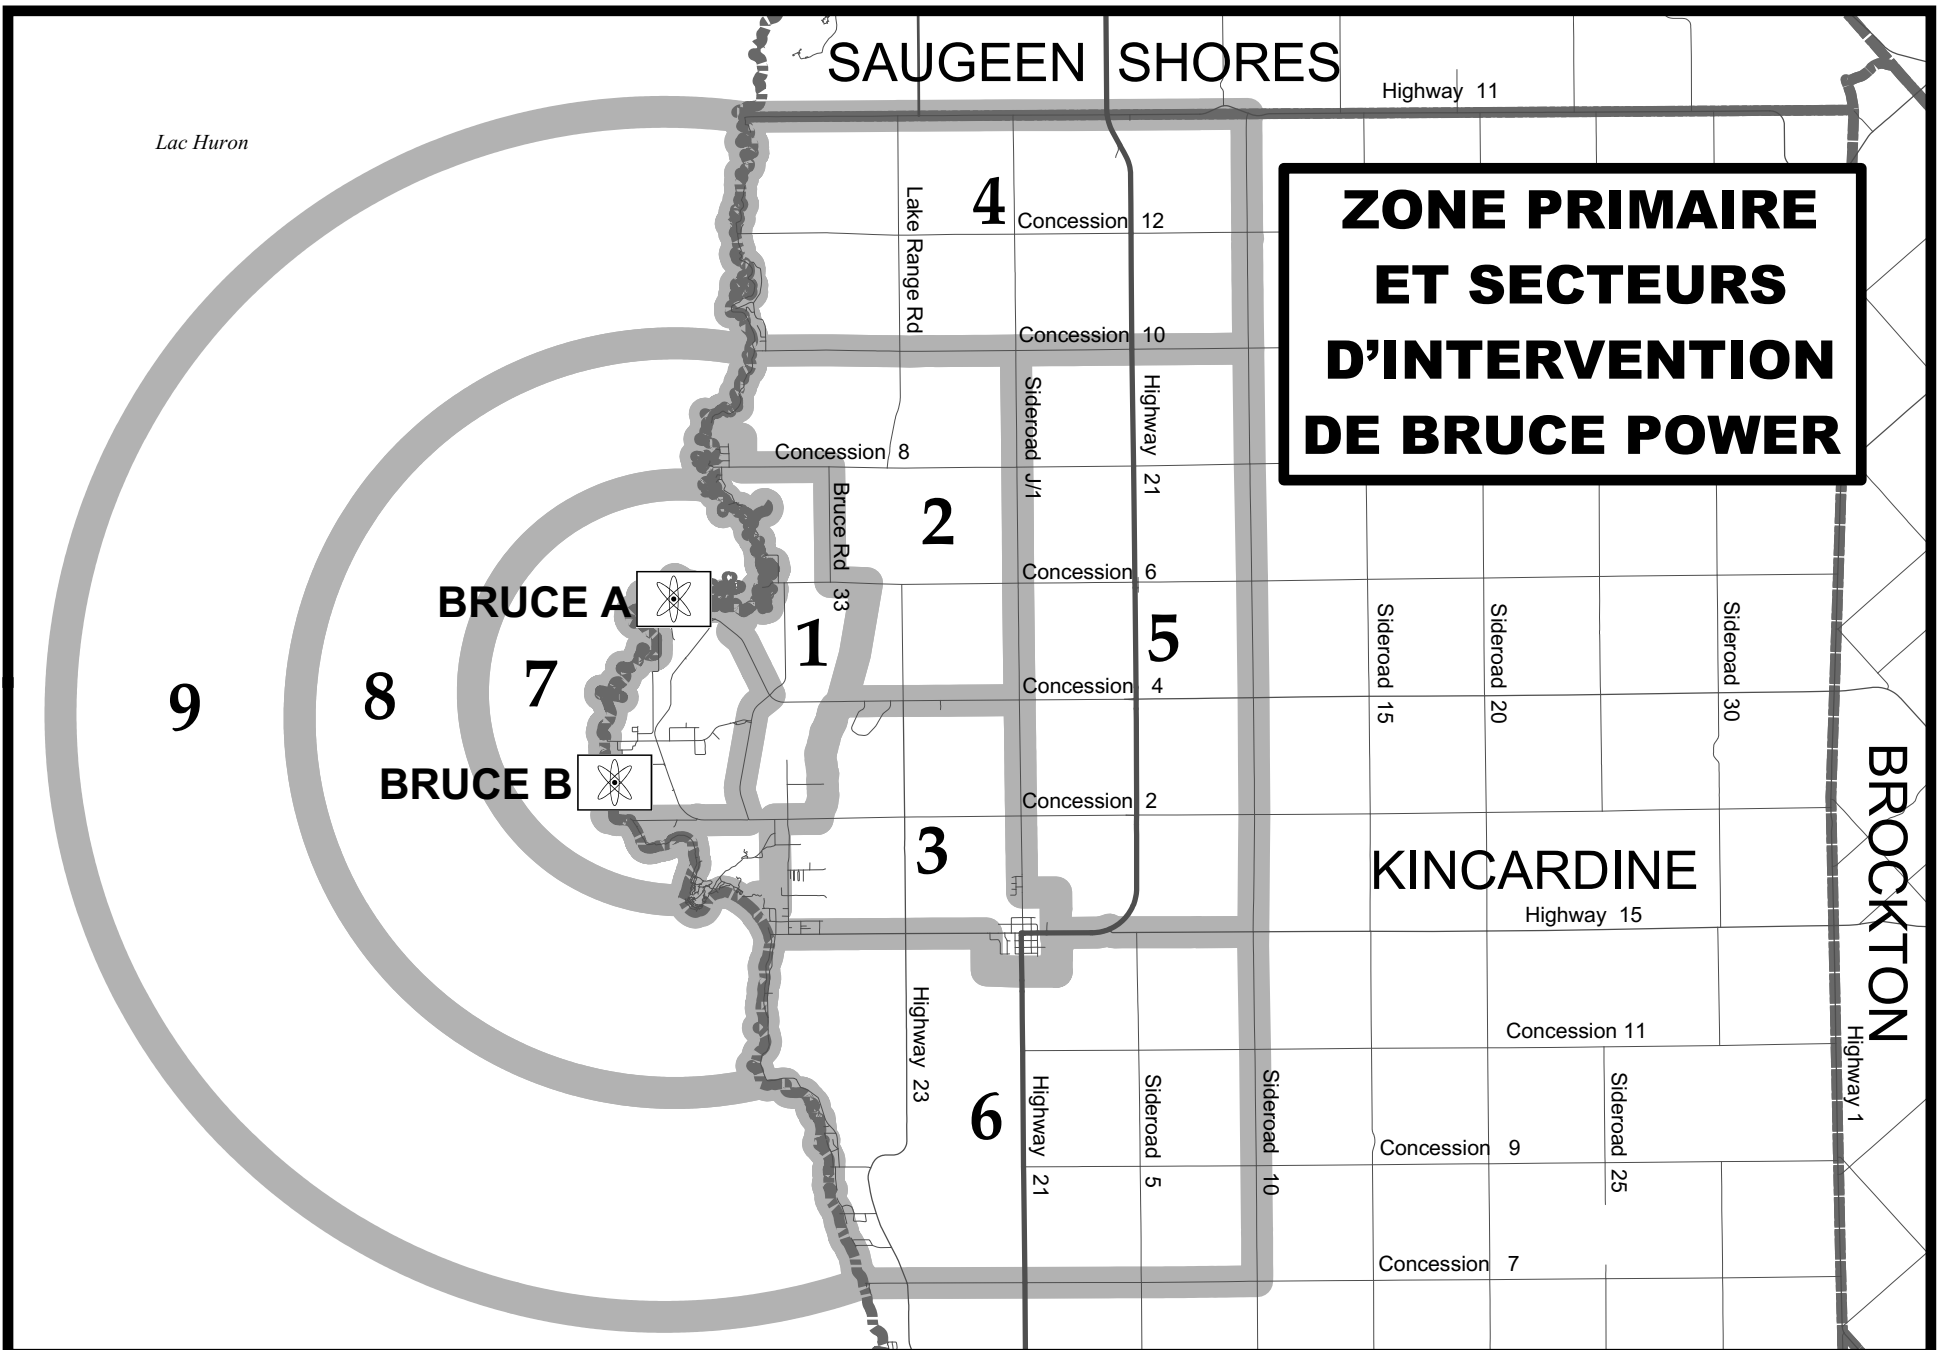 SAUGEEN SHORES
Highway 11
Lac Huron
ZONE PRIMAIRE
ET SECTEURS
D'INTERVENTION
DE BRUCE POWER
Lake Range Rd
4
Concession 12
Concession 10
Sideroad J/1
Highway 21
Concession 8
Bruce Rd 33
2
Concession 6
BRUCE A
1
5
Sideroad 15
Sideroad 20
Sideroad 30
7
8
9
Concession 4
BRUCE B
Concession 2
3
KINCARDINE
BROCKTON
Highway 15
Highway 23
Concession 11
Highway 1
6
Highway 21
Sideroad 5
Sideroad 10
Sideroad 25
Concession 9
Concession 7